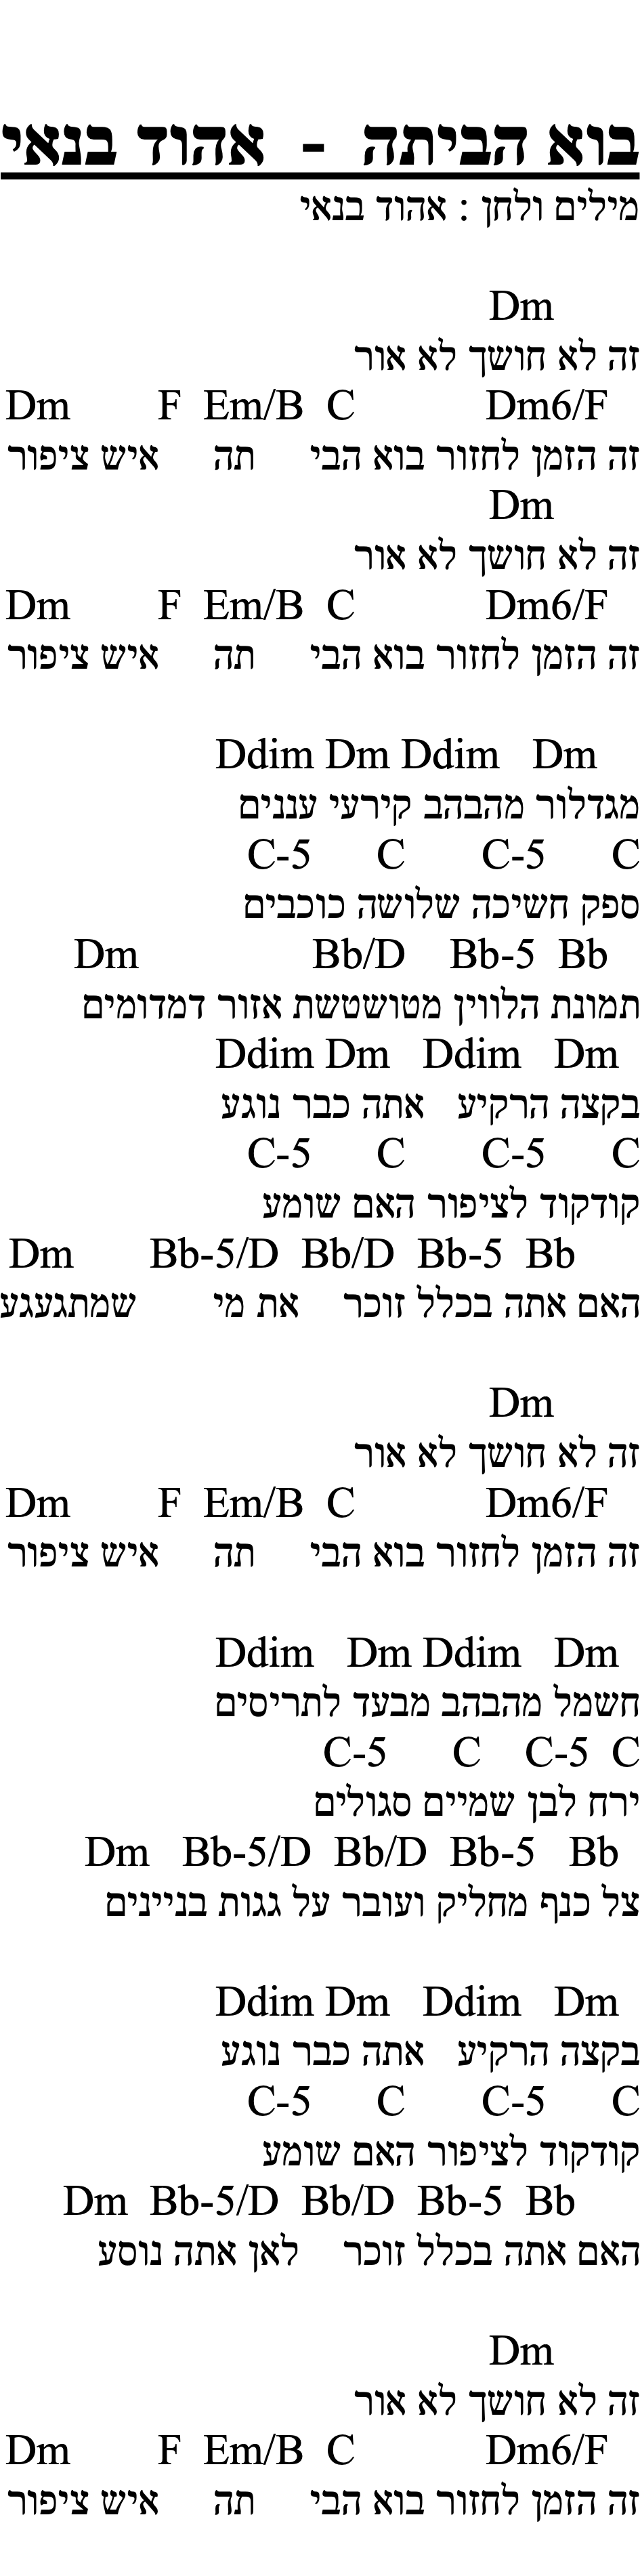 בוא הביתה - אהוד בנאי
מילים ולחן : אהוד בנאי
Dm
זה לא חושך לא אור
Dm F Em/B C Dm6/F
זה הזמן לחזור בוא הבי תה איש ציפור
Dm
זה לא חושך לא אור
Dm F Em/B C Dm6/F
זה הזמן לחזור בוא הבי תה איש ציפור
Ddim Dm Ddim Dm
מגדלור מהבהב קירעי עננים
C-5 C C-5 C
ספק חשיכה שלושה כוכבים
Dm Bb/D Bb-5 Bb
תמונת הלווין מטושטשת אזור דמדומים
Ddim Dm Ddim Dm
בקצה הרקיע אתה כבר נוגע
C-5 C C-5 C
קודקוד לציפור האם שומע
Dm Bb-5/D Bb/D Bb-5 Bb
האם אתה בכלל זוכר את מי שמתגעגע
Dm
זה לא חושך לא אור
Dm F Em/B C Dm6/F
זה הזמן לחזור בוא הבי תה איש ציפור
Ddim Dm Ddim Dm
חשמל מהבהב מבעד לתריסים
C-5 C C-5 C
ירח לבן שמיים סגולים
Dm Bb-5/D Bb/D Bb-5 Bb
צל כנף מחליק ועובר על גגות בניינים
Ddim Dm Ddim Dm
בקצה הרקיע אתה כבר נוגע
C-5 C C-5 C
קודקוד לציפור האם שומע
Dm Bb-5/D Bb/D Bb-5 Bb
האם אתה בכלל זוכר לאן אתה נוסע
Dm
זה לא חושך לא אור
Dm F Em/B C Dm6/F
זה הזמן לחזור בוא הבי תה איש ציפור